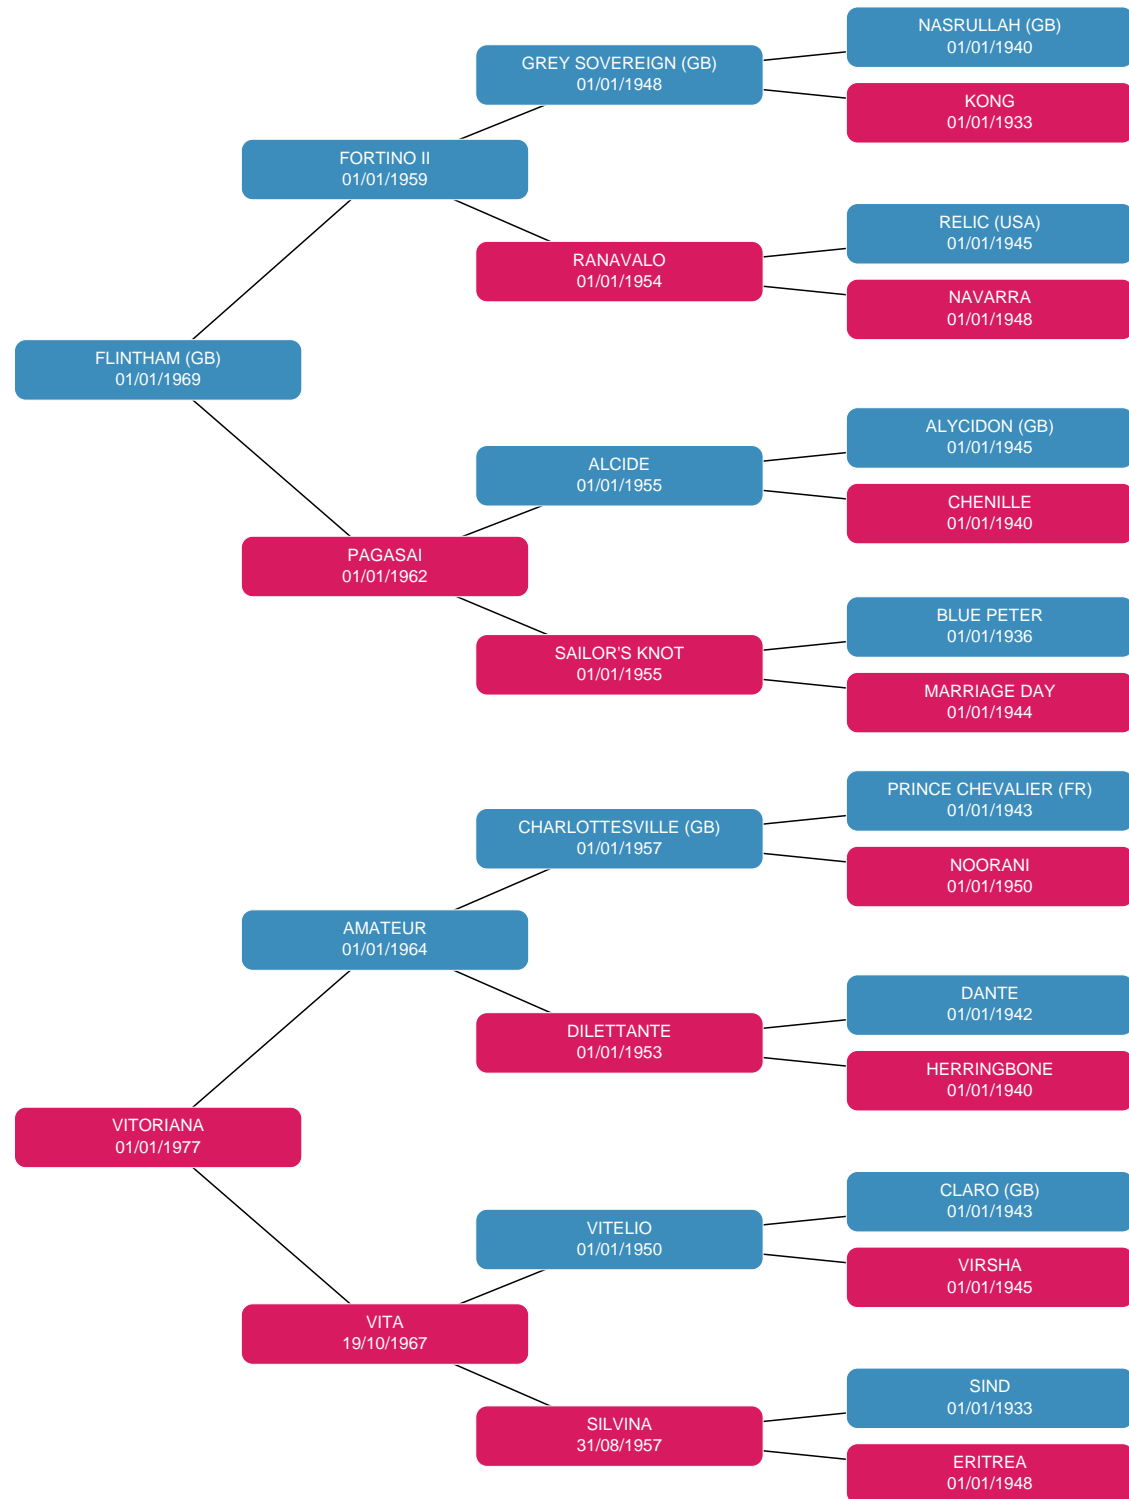 NASRULLAH (GB)
01/01/1940
GREY SOVEREIGN (GB)
01/01/1948
KONG
01/01/1933
FORTINO II
01/01/1959
RELIC (USA)
01/01/1945
RANAVALO
01/01/1954
NAVARRA
01/01/1948
FLINTHAM (GB)
01/01/1969
ALYCIDON (GB)
01/01/1945
ALCIDE
01/01/1955
CHENILLE
01/01/1940
PAGASAI
01/01/1962
BLUE PETER
01/01/1936
SAILOR'S KNOT
01/01/1955
MARRIAGE DAY
01/01/1944
PRINCE CHEVALIER (FR)
01/01/1943
CHARLOTTESVILLE (GB)
01/01/1957
NOORANI
01/01/1950
AMATEUR
01/01/1964
DANTE
01/01/1942
DILETTANTE
01/01/1953
HERRINGBONE
01/01/1940
VITORIANA
01/01/1977
CLARO (GB)
01/01/1943
VITELIO
01/01/1950
VIRSHA
01/01/1945
VITA
19/10/1967
SIND
01/01/1933
SILVINA
31/08/1957
ERITREA
01/01/1948